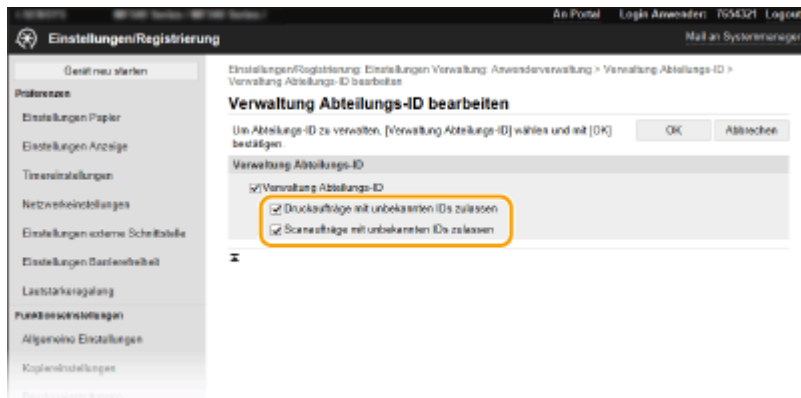 An Portal Login Anwender: 7654321 Logout
Einstellungen/Registrierung
Mail an Systemmanager
Gerät neu starten
Präferenzen
Einstellungen Papier
Einstellungen Anzeige
Timereinstellungen
Netzwerkeinstellungen
Einstellungen externe Schnittstelle
Einstellungen Barrierefreiheit
Lautstärkeregelung
Funktionseinstellungen
Allgemeine Einstellungen
Kopiereinstellungen
Einstellungen/Registrierung: Einstellungen Verwaltung: Anwenderverwaltung > Verwaltung Abteilungs-ID >
Verwaltung Abteilungs-ID bearbeiten
Verwaltung Abteilungs-ID bearbeiten
Um Abteilungs-ID zu verwalten, [Verwaltung Abteilungs-ID] wählen und mit [OK]
bestätigen.
OK Abbrechen
Verwaltung Abteilungs-ID
Verwaltung Abteilungs-ID
Druckaufträge mit unbekannten IDs zulassen
Scanaufträge mit unbekannten IDs zulassen